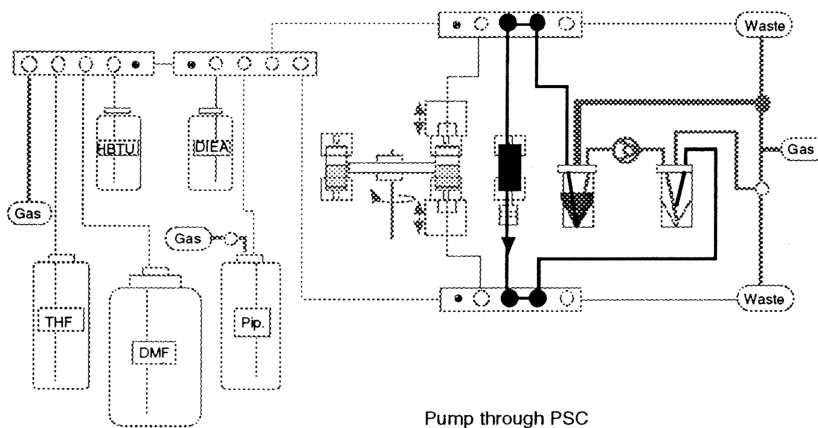 Waste
HBTU
DIEA
Gas
Gas
Gas
THF
DMF
Pip.
Waste
Pump through PSC